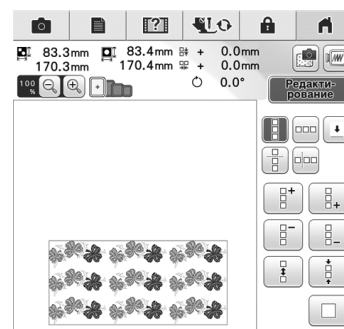 83.3mm 83.4mm + 0.0mm
170.3mm 170.4mm + 0.0mm
100 % 0.0°
Редакти-
рование